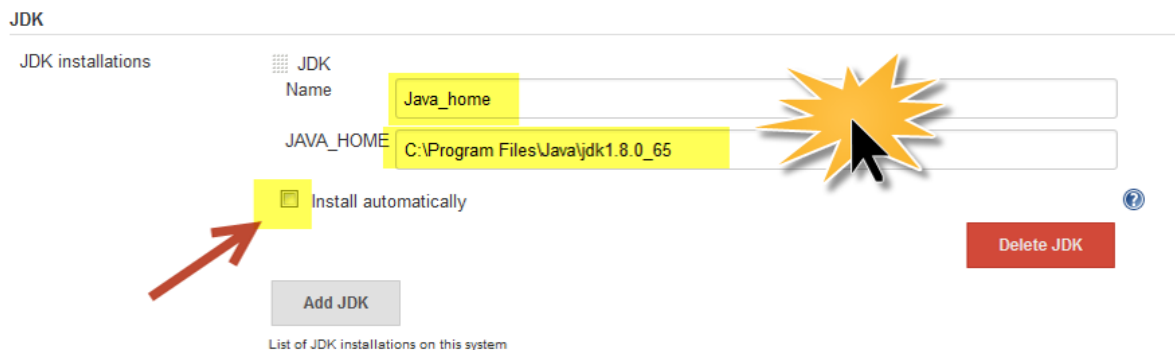 JDK
JDK installations
JDK
Name
Java_home
JAVA_HOME
C:\Program Files\Java\jdk1.8.0_65
Install automatically
?
Delete JDK
Add JDK
List of JDK installations on this system